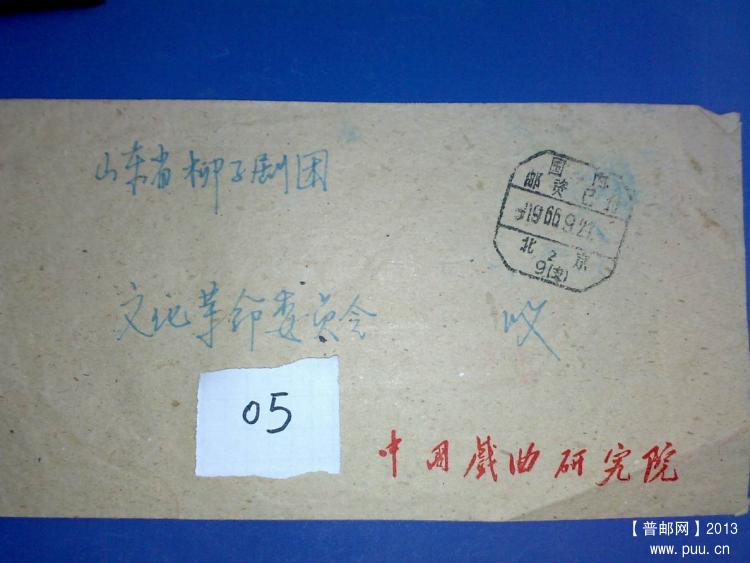 山东省柳子剧团
国内
邮资已付
1966.9.2
北2京
9(支)
文化革命委员会 收
05
中国戲曲研究院
【普邮网】2013
www.puu.cn